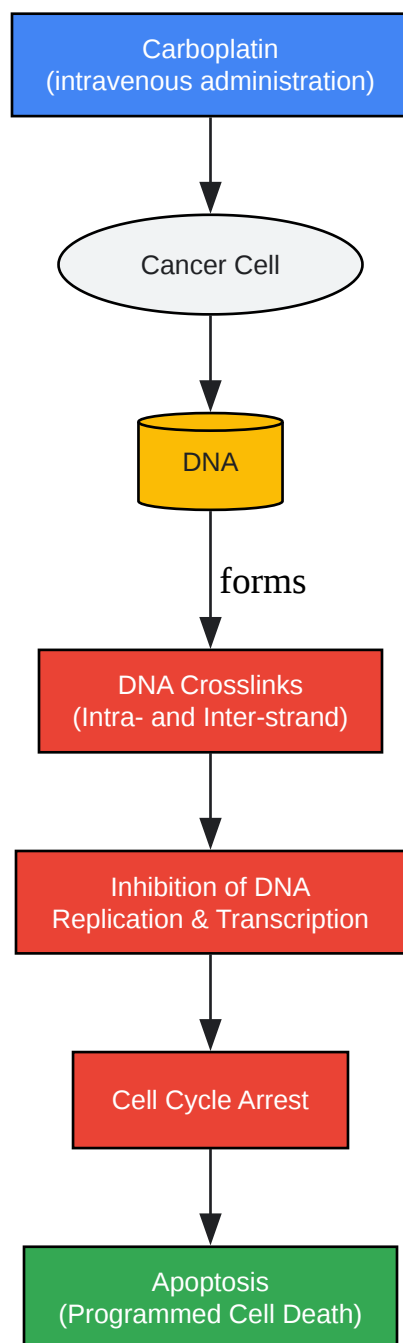 Carboplatin
(intravenous administration)
Cancer Cell
DNA
forms
DNA Crosslinks
(Intra- and Inter-strand)
Inhibition of DNA
Replication & Transcription
Cell Cycle Arrest
Apoptosis
(Programmed Cell Death)